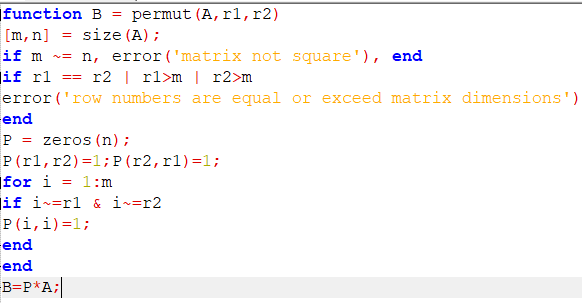 function B = permut(A,r1,r2)
[m,n] = size(A);
if m ~= n, error('matrix not square'), end
if r1 == r2 | r1>m | r2>m
error('row numbers are equal or exceed matrix dimensions')
end
P = zeros(n);
P(r1,r2)=1;P(r2,r1)=1;
for i = 1:m
if i~=r1 & i~=r2
P(i,i)=1;
end
end
B=P*A;